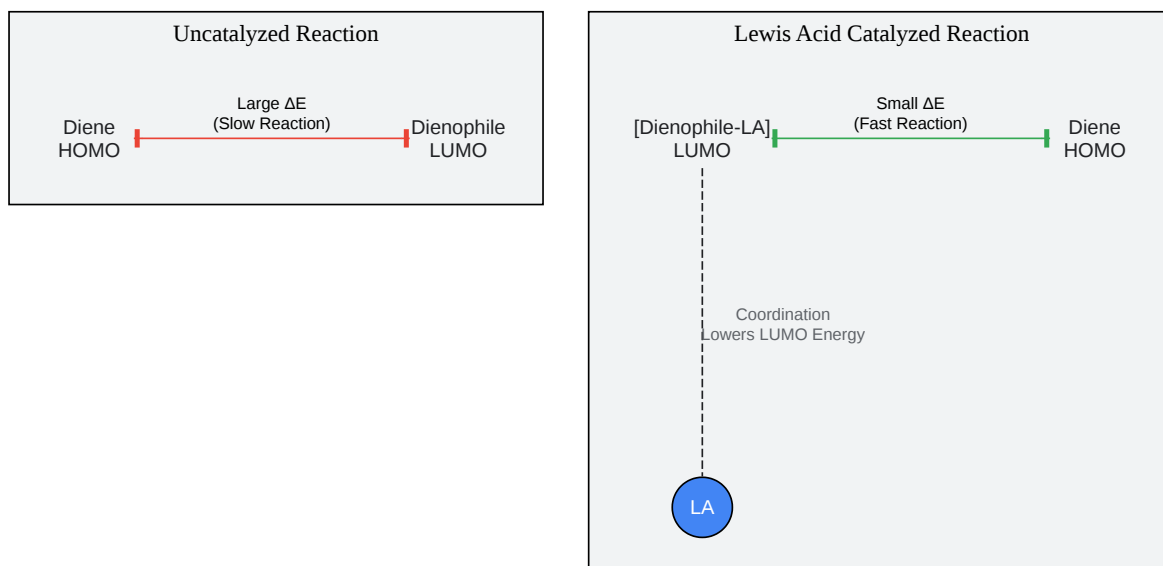 Uncatalyzed Reaction
Large ΔE
(Slow Reaction)
Diene
HOMO
Dienophile
LUMO
Lewis Acid Catalyzed Reaction
Small ΔE
(Fast Reaction)
[Dienophile-LA]
LUMO
Diene
HOMO
Coordination
Lowers LUMO Energy
LA